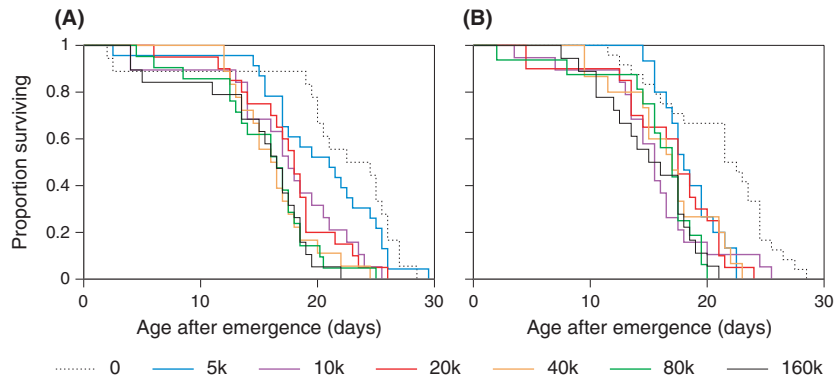 (A)
(B)
Proportion surviving
1
0.8
0.6
0.4
0.2
0
0 10 20 30
0 10 20 30
Age after emergence (days)
Age after emergence (days)
0 5k 10k 20k 40k 80k 160k